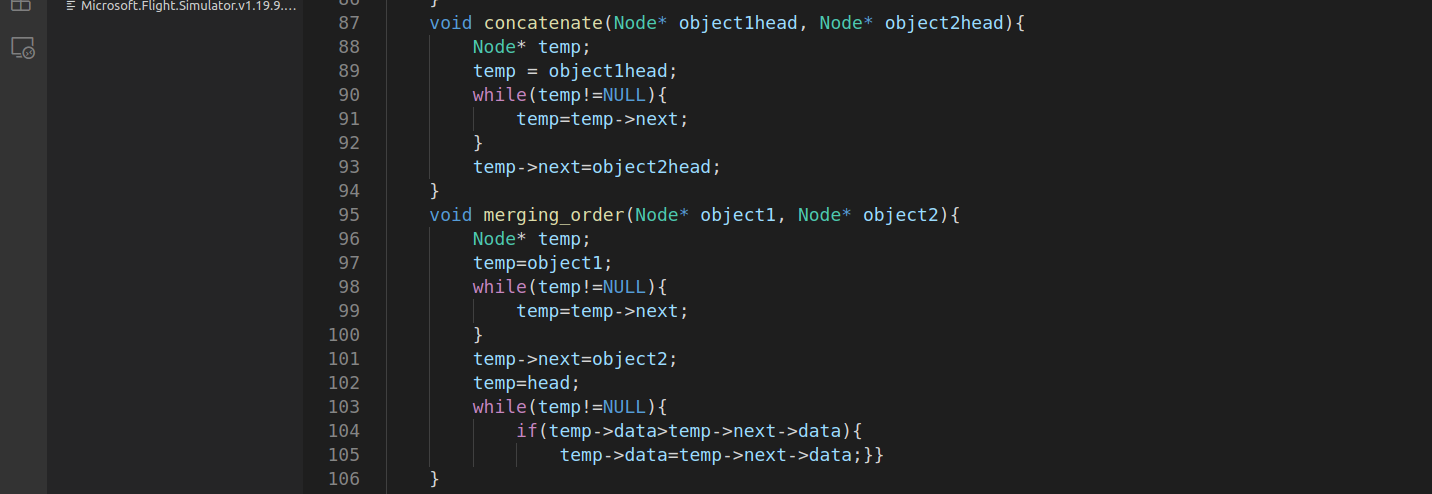 Microsoft.Flight.Simulator.v1.19.9....
86 }
87 void concatenate(Node* object1head, Node* object2head){
88 Node* temp;
89 temp = object1head;
90 while(temp!=NULL){
91 temp=temp->next;
92 }
93 temp->next=object2head;
94 }
95 void merging_order(Node* object1, Node* object2){
96 Node* temp;
97 temp=object1;
98 while(temp!=NULL){
99 temp=temp->next;
100 }
101 temp->next=object2;
102 temp=head;
103 while(temp!=NULL){
104 if(temp->data>temp->next->data){
105 temp->data=temp->next->data;}}
106 }